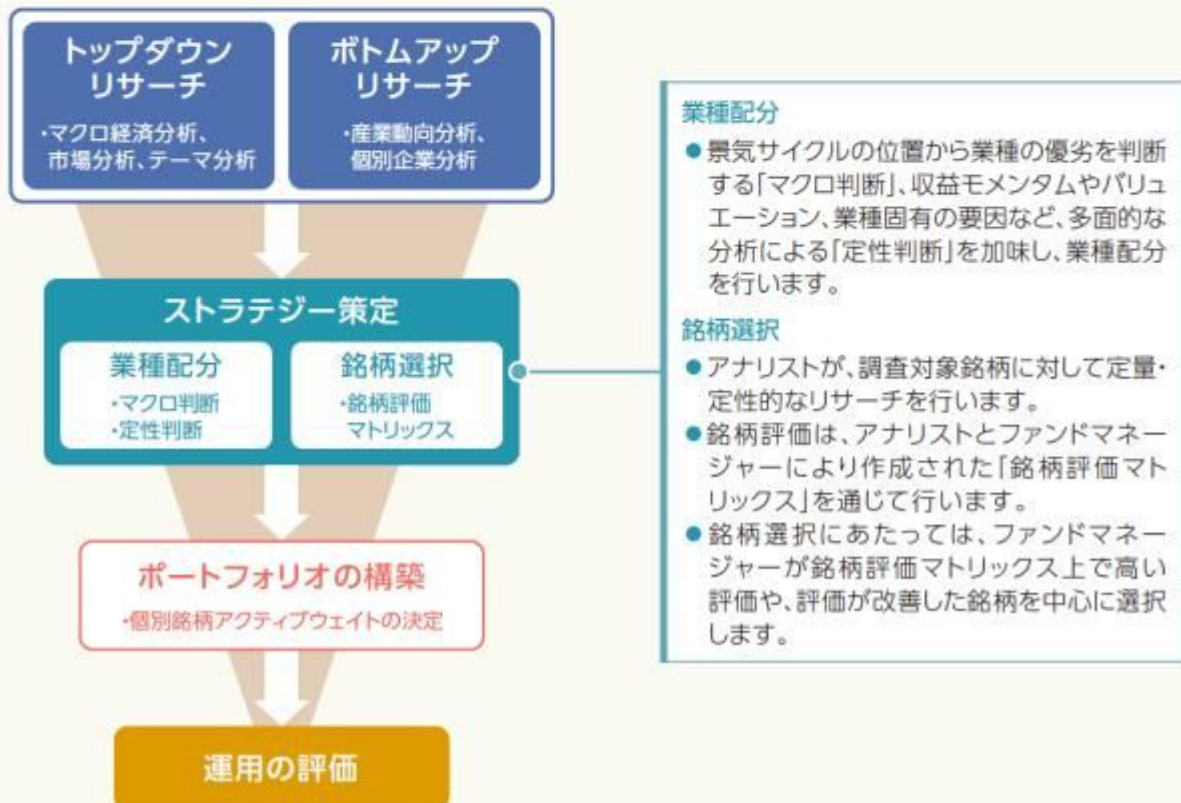 トップダウン
リサーチ
・マクロ経済分析、
市場分析、テーマ分析
ボトムアップ
リサーチ
・産業動向分析、
個別企業分析
ストラテジー策定
業種配分
・マクロ判断
・定性判断
銘柄選択
・銘柄評価
マトリックス
ポートフォリオの構築
・個別銘柄アクティブウェイトの決定
運用の評価
業種配分
●景気サイクルの位置から業種の優劣を判断
する「マクロ判断」、収益モメンタムやバリュ
エーション、業種固有の要因など、多面的な
分析による「定性判断」を加味し、業種配分
を行います。
銘柄選択
●アナリストが、調査対象銘柄に対して定量・
定性的なリサーチを行います。
●銘柄評価は、アナリストとファンドマネー
ジャーにより作成された「銘柄評価マト
リックス」を通じて行います。
●銘柄選択にあたっては、ファンドマネー
ジャーが銘柄評価マトリックス上で高い
評価や、評価が改善した銘柄を中心に選択
します。